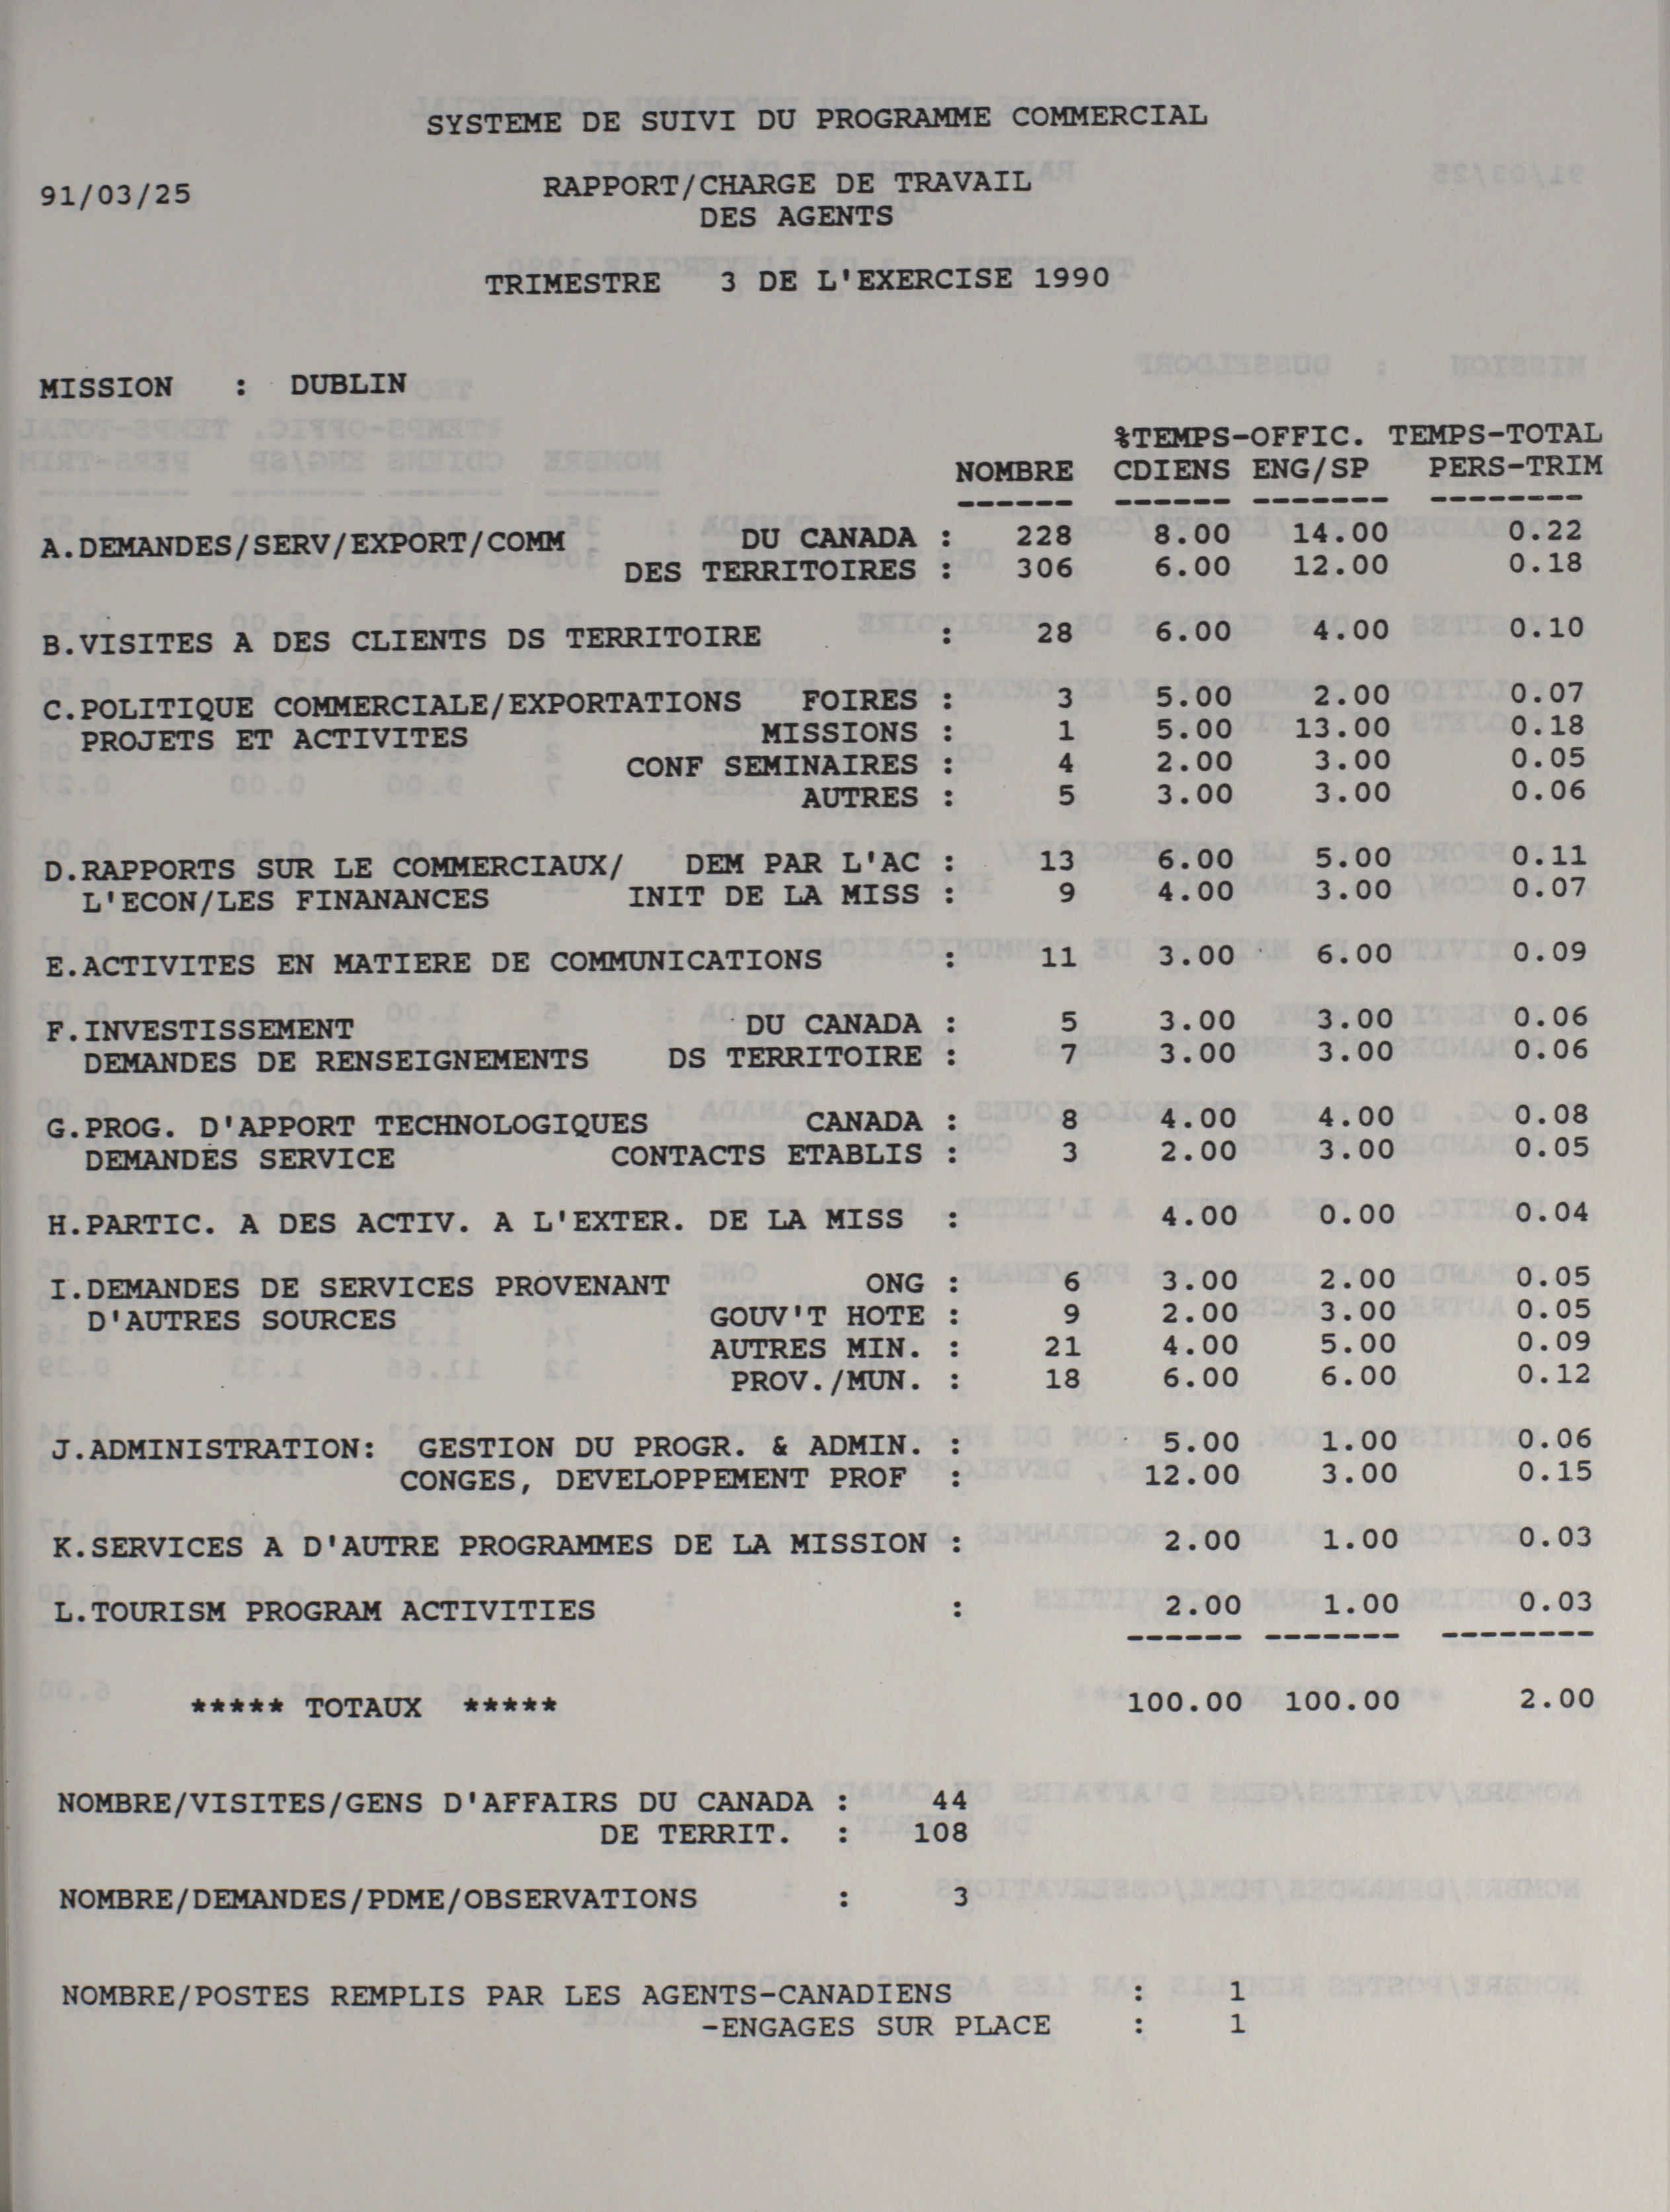 SYSTEME DE SUIVI DU PROGRAMME COMMERCIAL
91/03/25 RAPPORT/CHARGE DE TRAVAIL
DES AGENTS
TRIMESTRE 3 DE L'EXERCISE 1990
MISSION : DUBLIN
%TEMPS-OFFIC. TEMPS-TOTAL
NOMBRE CDIENS ENG/SP PERS-TRIM
------ ------ ------- --------
A.DEMANDES/SERV/EXPORT/COMM DU CANADA : 228 8.00 14.00 0.22
DES TERRITOIRES : 306 6.00 12.00 0.18
B.VISITES A DES CLIENTS DS TERRITOIRE : 28 6.00 4.00 0.10
C.POLITIQUE COMMERCIALE/EXPORTATIONS FOIRES : 3 5.00 2.00 0.07
PROJETS ET ACTIVITES MISSIONS : 1 5.00 13.00 0.18
CONF SEMINAIRES : 4 2.00 3.00 0.05
AUTRES : 5 3.00 3.00 0.06
D.RAPPORTS SUR LE COMMERCIAUX/ DEM PAR L'AC : 13 6.00 5.00 0.11
L'ECON/LES FINANANCES INIT DE LA MISS : 9 4.00 3.00 0.07
E.ACTIVITES EN MATIERE DE COMMUNICATIONS : 11 3.00 6.00 0.09
F.INVESTISSEMENT DU CANADA : 5 3.00 3.00 0.06
DEMANDES DE RENSEIGNEMENTS DS TERRITOIRE : 7 3.00 3.00 0.06
G.PROG. D'APPORT TECHNOLOGIQUES CANADA : 8 4.00 4.00 0.08
DEMANDES SERVICE CONTACTS ETABLIS : 3 2.00 3.00 0.05
H.PARTIC. A DES ACTIV. A L'EXTER. DE LA MISS : 4.00 0.00 0.04
I.DEMANDES DE SERVICES PROVENANT ONG : 6 3.00 2.00 0.05
D'AUTRES SOURCES GOUV'T HOTE : 9 2.00 3.00 0.05
AUTRES MIN. : 21 4.00 5.00 0.09
PROV./MUN. : 18 6.00 6.00 0.12
J.ADMINISTRATION: GESTION DU PROGR. & ADMIN. : 5.00 1.00 0.06
CONGES, DEVELOPPEMENT PROF : 12.00 3.00 0.15
K.SERVICES A D'AUTRE PROGRAMMES DE LA MISSION : 2.00 1.00 0.03
L.TOURISM PROGRAM ACTIVITIES : 2.00 1.00 0.03
------ ------- --------
***** TOTAUX ***** 100.00 100.00 2.00
NOMBRE/VISITES/GENS D'AFFAIRS DU CANADA : 44
DE TERRIT. : 108
NOMBRE/DEMANDES/PDME/OBSERVATIONS : 3
NOMBRE/POSTES REMPLIS PAR LES AGENTS-CANADIENS : 1
-ENGAGES SUR PLACE : 1